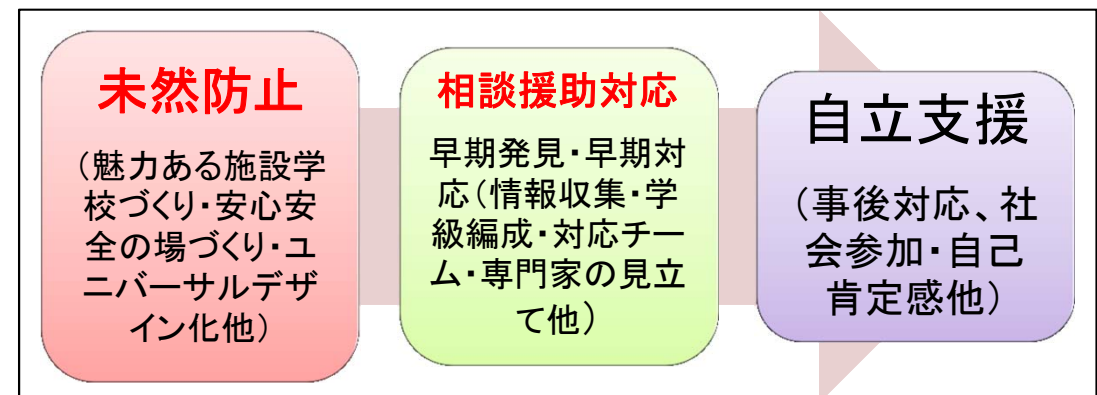 未然防止
(魅力ある施設学
校づくり・安心安
全の場づくり・ユ
ニバーサルデザ
イン化他)
相談援助対応
早期発見・早期対
応(情報収集・学
級編成・対応チー
ム・専門家の見立
て他)
自立支援
(事後対応、社
会参加・自己
肯定感他)